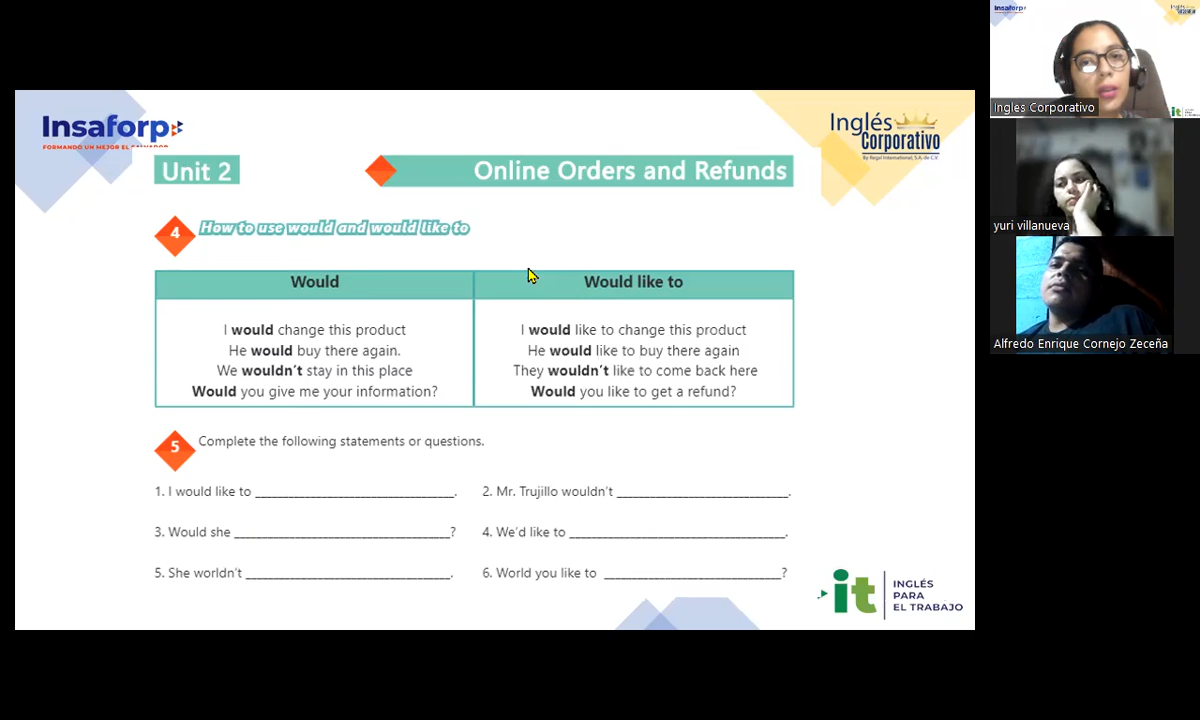 Insaforp
FORMANDO UN MEJOR EL SALVADOR
Inglés
Corporativo
By Regal International, S.A. de C.V.
Unit 2
Online Orders and Refunds
4
How to use would and would like to
Would
Would like to
I would change this product
He would buy there again.
We wouldn't stay in this place
Would you give me your information?
I would like to change this product
He would like to buy there again
They wouldn't like to come back here
Would you like to get a refund?
5
Complete the following statements or questions.
1. I would like to ______________________________.
2. Mr. Trujillo wouldn't __________________________.
3. Would she ________________________________?
4. We'd like to ________________________________.
5. She worldn't ______________________________.
6. World you like to __________________________?
it
INGLÉS
PARA
EL TRABAJO
Insaforp
Ingles Corporativo
it
yuri villanueva
Alfredo Enrique Cornejo Zeceña